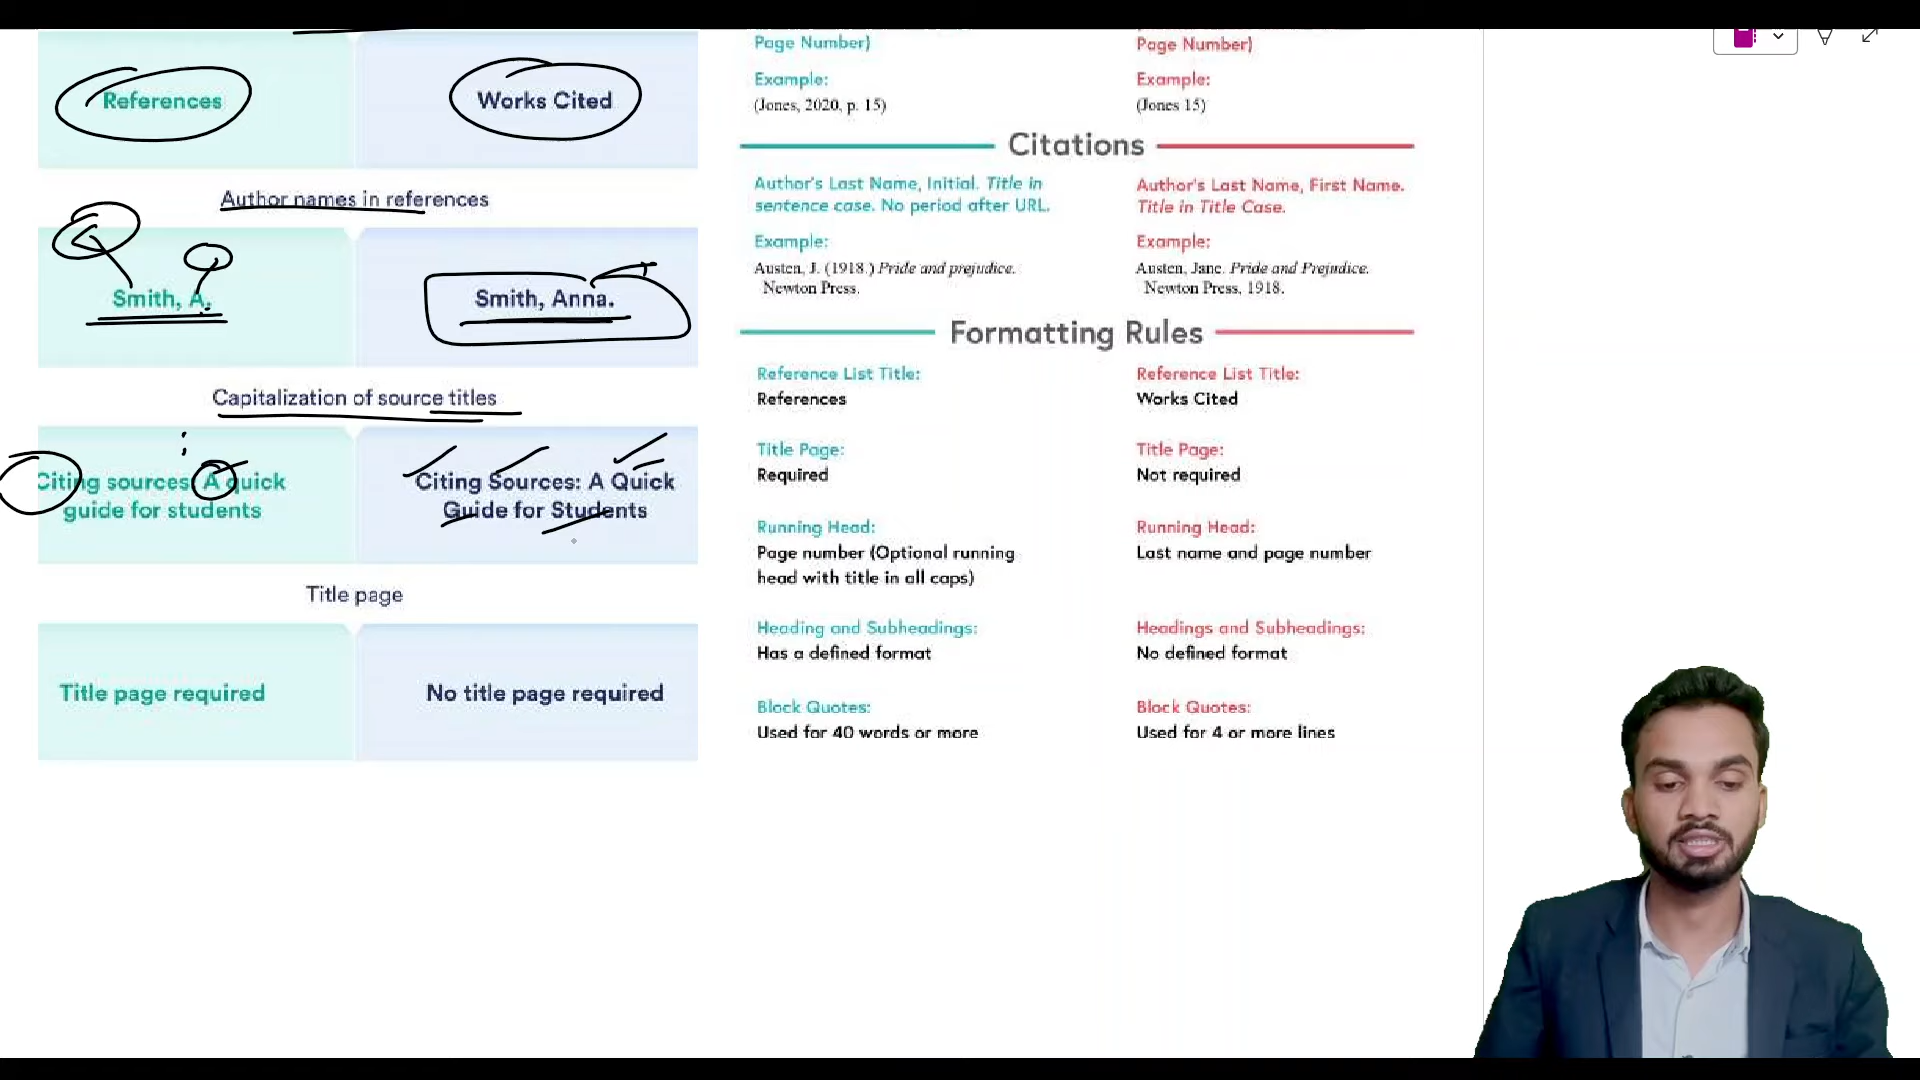 References
Works Cited
Author names in references
Smith, A.
Smith, Anna.
Capitalization of source titles
Citing sources: A quick
guide for students
Citing Sources: A Quick
Guide for Students
Title page
Title page required
No title page required
Page Number)
Example:
(Jones, 2020, p. 15)
Page Number)
Example:
(Jones 15)
Citations
Author's Last Name, Initial. Title in
sentence case. No period after URL.
Example:
Austen, J. (1918.) Pride and prejudice.
Newton Press.
Author's Last Name, First Name.
Title in Title Case.
Example:
Austen, Jane. Pride and Prejudice.
Newton Press, 1918.
Formatting Rules
Reference List Title:
References
Reference List Title:
Works Cited
Title Page:
Required
Title Page:
Not required
Running Head:
Page number (Optional running
head with title in all caps)
Running Head:
Last name and page number
Heading and Subheadings:
Has a defined format
Headings and Subheadings:
No defined format
Block Quotes:
Used for 40 words or more
Block Quotes:
Used for 4 or more lines